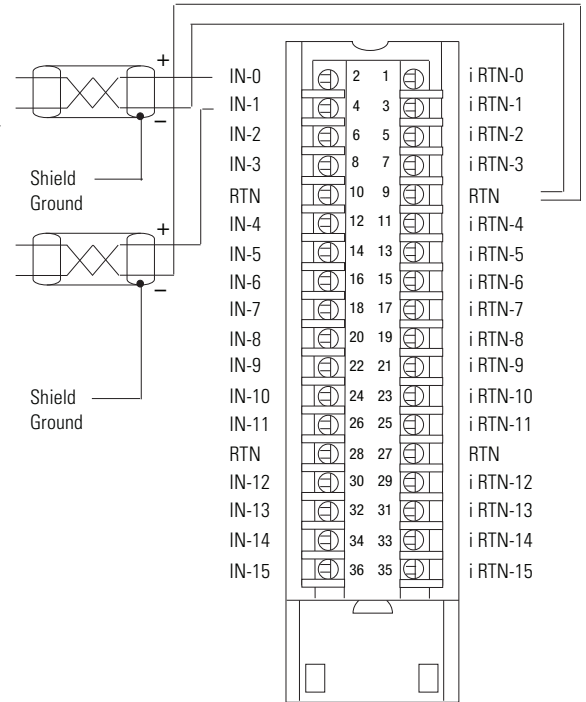 +
IN-0 2 1 i RTN-0
IN-1 4 3 i RTN-1
–
IN-2 6 5 i RTN-2
IN-3 8 7 i RTN-3
Shield
Ground
RTN 10 9 RTN
IN-4 12 11 i RTN-4
+
IN-5 14 13 i RTN-5
IN-6 16 15 i RTN-6
–
IN-7 18 17 i RTN-7
IN-8 20 19 i RTN-8
IN-9 22 21 i RTN-9
Shield
Ground
IN-10 24 23 i RTN-10
IN-11 26 25 i RTN-11
RTN 28 27 RTN
IN-12 30 29 i RTN-12
IN-13 32 31 i RTN-13
IN-14 34 33 i RTN-14
IN-15 36 35 i RTN-15